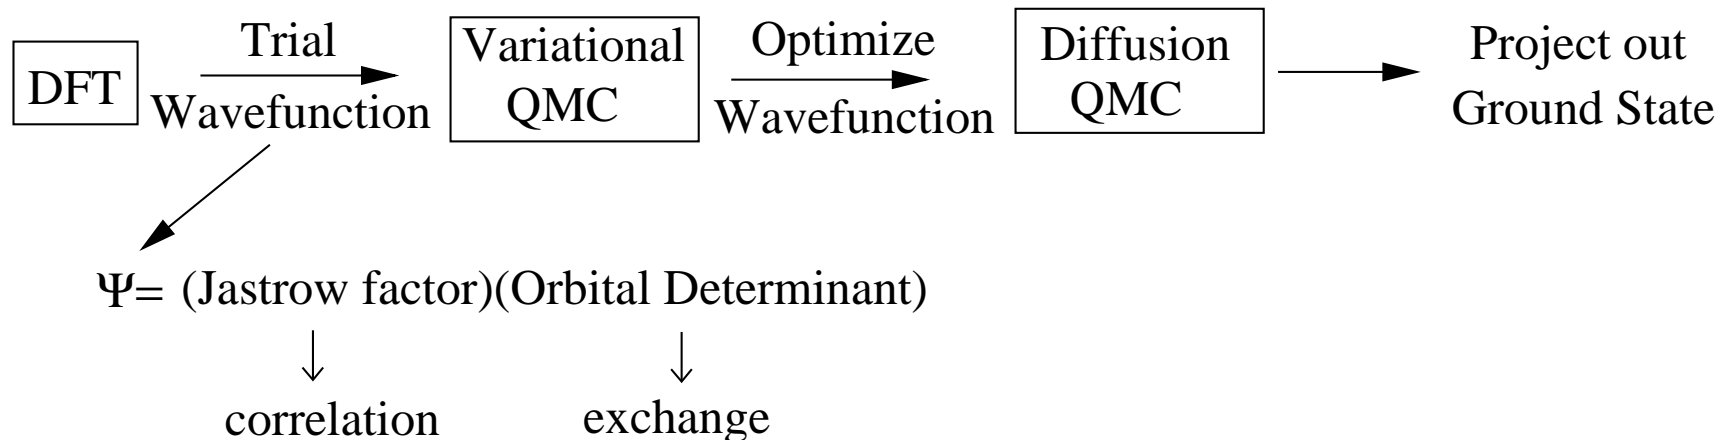 DFT
Trial
Wavefunction
Variational
QMC
Optimize
Wavefunction
Diffusion
QMC
Project out
Ground State
Ψ= (Jastrow factor)(Orbital Determinant)
correlation
exchange